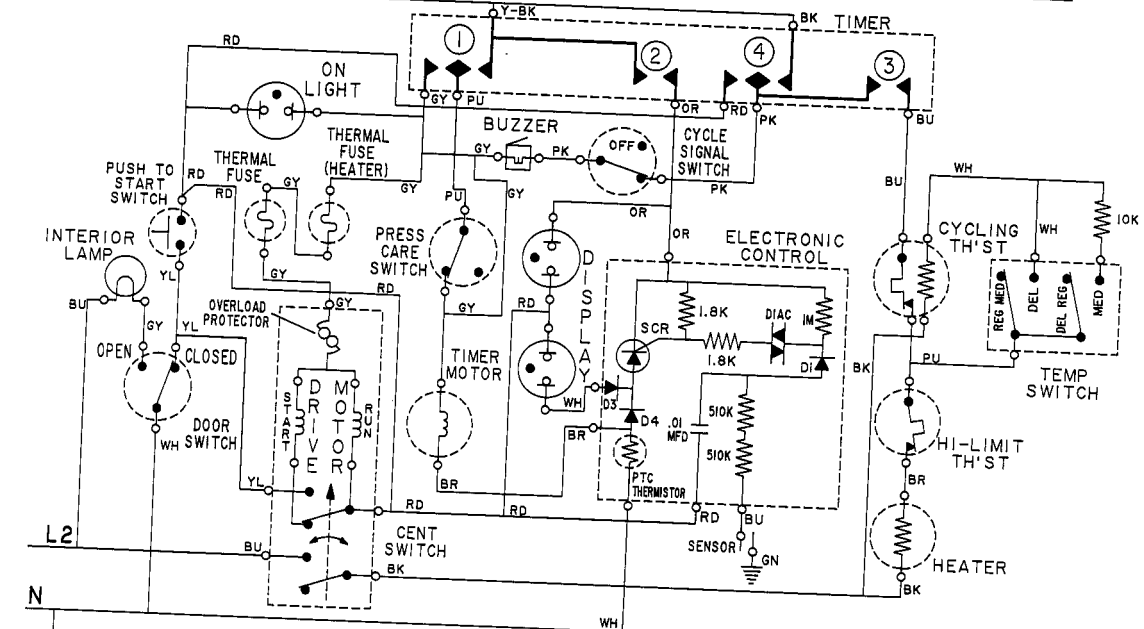 Y-BK
BK
TIMER
RD
1
2
4
3
ON
LIGHT
GY
PU
OR
RD
PK
BU
BUZZER
THERMAL
FUSE
(HEATER)
GY
PK
OFF
CYCLE
SIGNAL
SWITCH
PUSH TO
START
SWITCH
RD
RD
THERMAL
FUSE
GY
GY
PU
PK
BU
WH
OR
OR
10K
INTERIOR
LAMP
PRESS
CARE
SWITCH
ELECTRONIC
CONTROL
CYCLING
TH'ST
WH
YL
GY
RD
BU
GY
YL
OVERLOAD
PROTECTOR
GY
GY
RD
DISPLAY
SCR
1.8K
DIAC
1M
1.8K
D1
REG MED
DEL
DEL REG
MED
OPEN
CLOSED
TIMER
MOTOR
BK
PU
TEMP
SWITCH
START
DRIVE
MOTOR
RUN
WH
D3
D4
510K
.01
MFD
510K
DOOR
SWITCH
WH
BR
HI-LIMIT
TH'ST
PTC
THERMISTOR
BR
BR
YL
RD
RD
RD
BU
L2
CENT
SWITCH
SENSOR
GN
BU
BK
HEATER
BK
N
WH